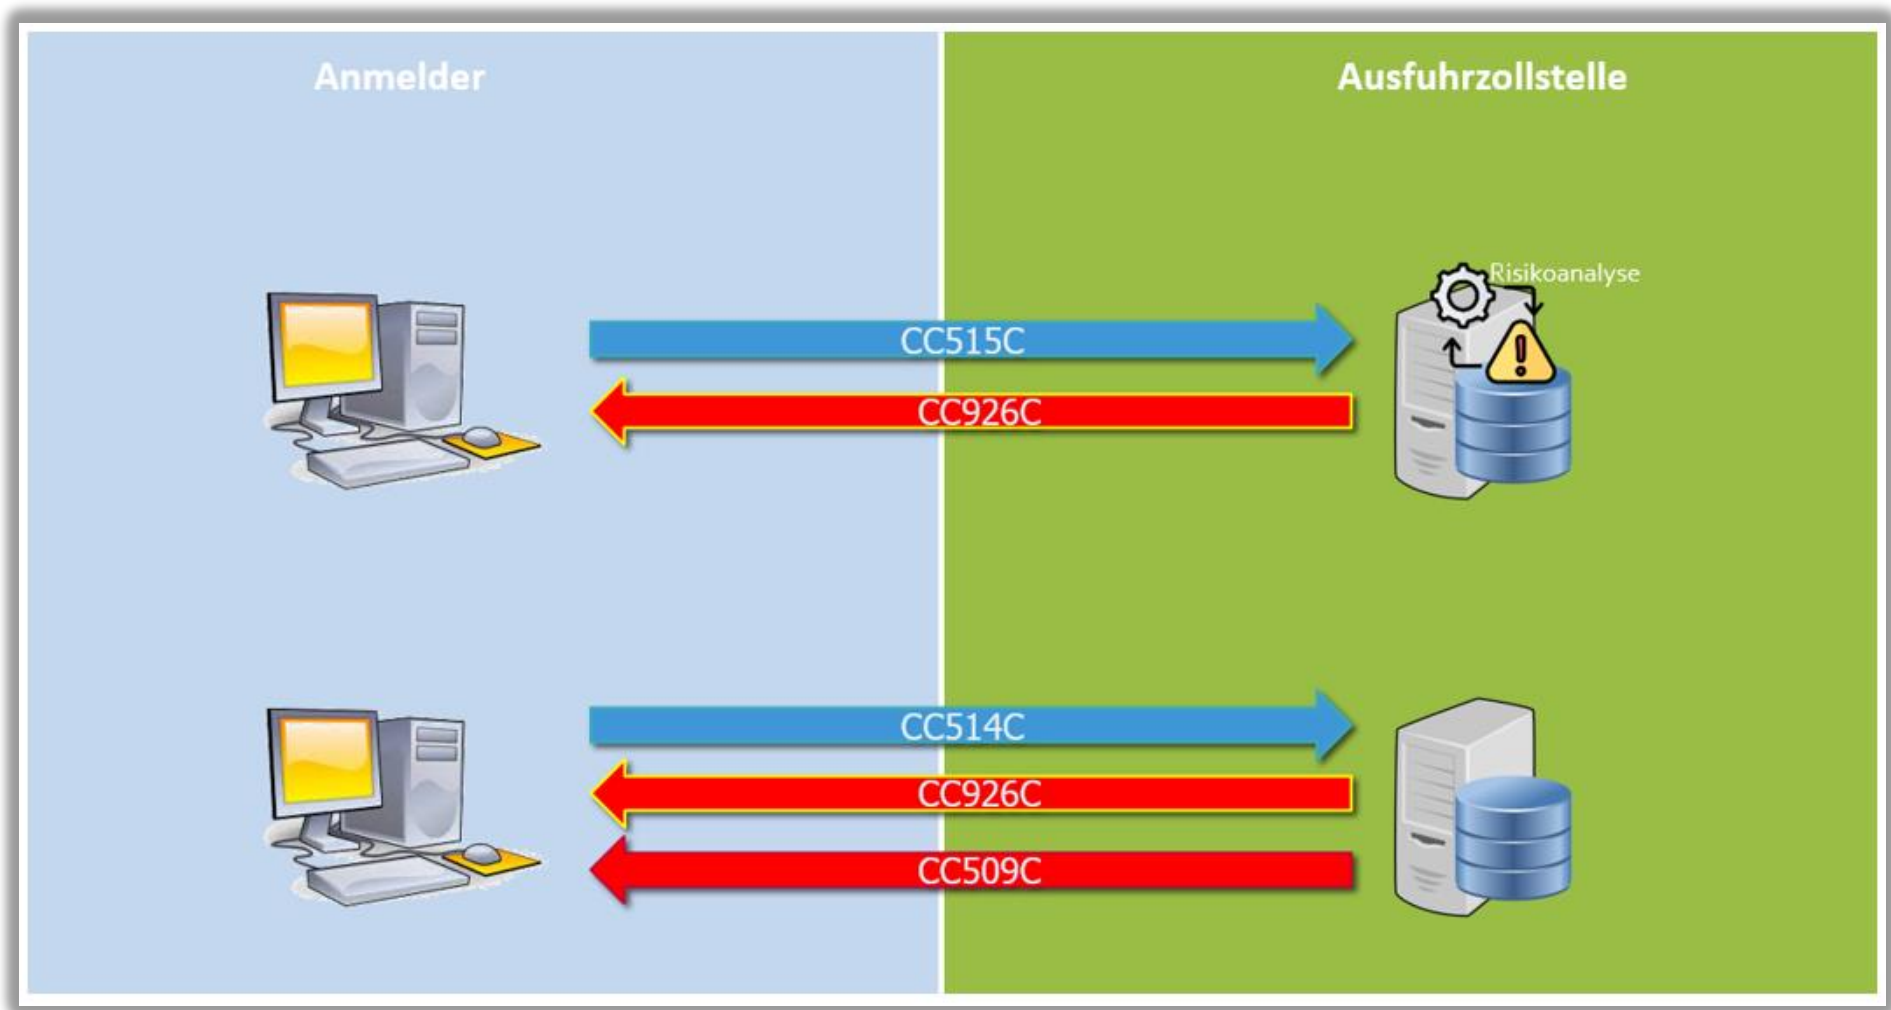 Anmelder
Ausfuhrzollstelle
Risikoanalyse
CC515C
CC926C
CC514C
CC926C
CC509C